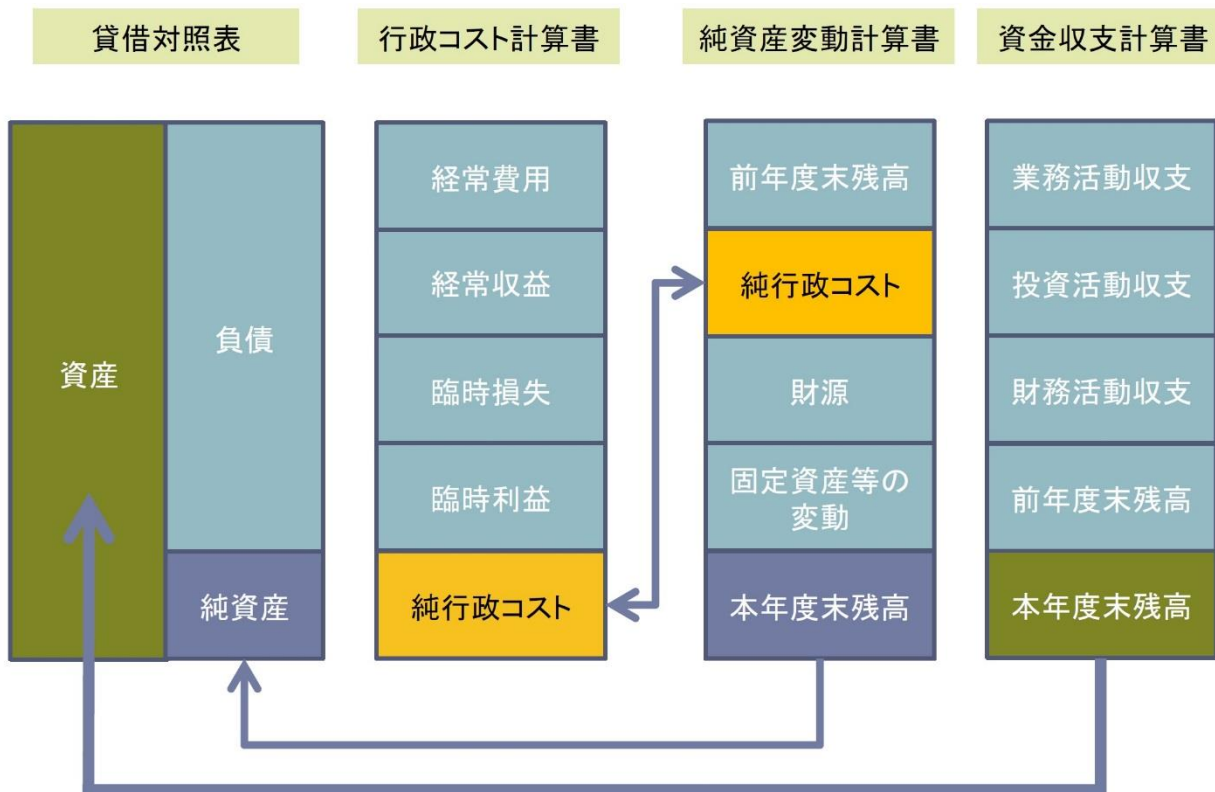 貸借対照表
行政コスト計算書
純資産変動計算書
資金収支計算書
資産
負債
純資産
経常費用
経常収益
臨時損失
臨時利益
純行政コスト
前年度末残高
純行政コスト
財源
固定資産等の
変動
本年度末残高
業務活動収支
投資活動収支
財務活動収支
前年度末残高
本年度末残高